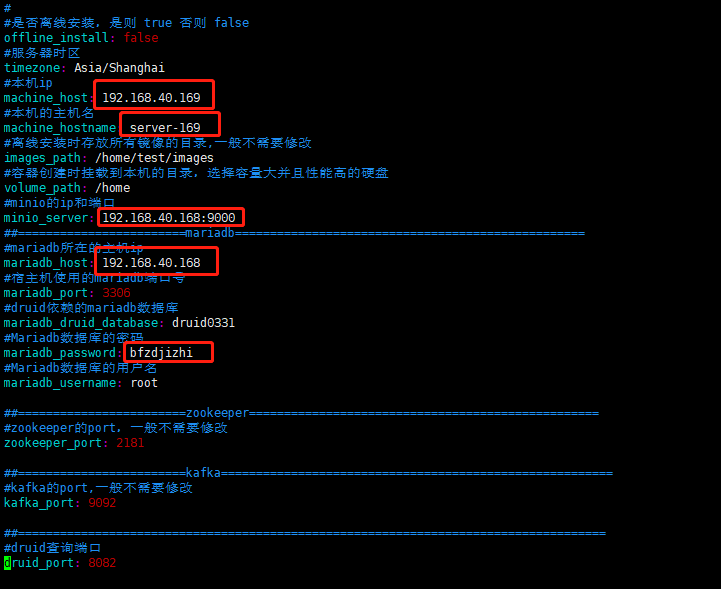 #
#是否离线安装，是则 true 否则 false
offline_install: false
#服务器时区
timezone: Asia/Shanghai
#本机ip
machine_host: 192.168.40.169
#本机的主机名
machine_hostname: server-169
#离线安装时存放所有镜像的目录,一般不需要修改
images_path: /home/test/images
#容器创建时挂载到本机的目录，选择容量大并且性能高的硬盘
volume_path: /home
#minio的ip和端口
minio_server: 192.168.40.168:9000
##========================mariadb==================================================
#mariadb所在的主机ip
mariadb_host: 192.168.40.168
#宿主机使用的mariadb端口号
mariadb_port: 3306
#druid依赖的mariadb数据库
mariadb_druid_database: druid0331
#Mariadb数据库的密码
mariadb_password: bfzdjizhi
#Mariadb数据库的用户名
mariadb_username: root
##========================zookeeper==================================================
#zookeeper的port，一般不需要修改
zookeeper_port: 2181
##========================kafka========================================================
#kafka的port,一般不需要修改
kafka_port: 9092
##====================================================================================
#druid查询端口
druid_port: 8082